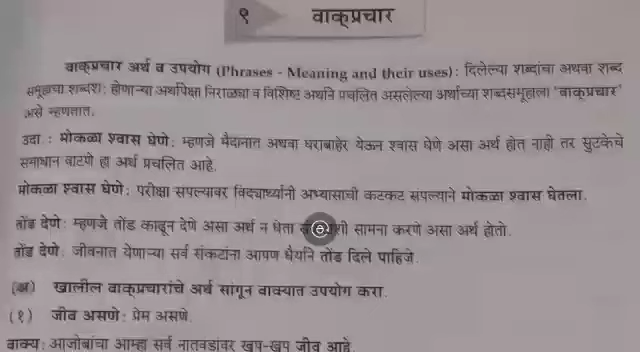 ९ वाक्प्रचार
वाक्प्रचार अर्थ व उपयोग (Phrases - Meaning and their uses) : दिलेल्या शब्दांचा अथवा शब्द
समूहाचा शब्दशः होणाऱ्या अर्थापेक्षा निराळ्या व विशिष्ट अर्थाने प्रचलित असलेल्या अर्थाच्या शब्दसमूहाला 'वाक्प्रचार'
असे म्हणतात.
उदा : मोकळा श्वास घेणे : म्हणजे मैदानात अथवा घराबाहेर येऊन श्वास घेणे असा अर्थ होत नाही तर सुटकेचे
समाधान वाटणे हा अर्थ प्रचलित आहे.
मोकळा श्वास घेणे : परीक्षा संपल्यावर विद्यार्थ्यांनी अभ्यासाची कटकट संपल्याने मोकळा श्वास घेतला.
तोंड देणे : म्हणजे तोंड काढून देणे असा अर्थ न घेता सामना करणे असा अर्थ होतो.
तोंड देणे : जीवनात येणाऱ्या सर्व संकटांना आपण धैर्याने तोंड दिले पाहिजे.
(अ) खालील वाक्प्रचारांचे अर्थ सांगून वाक्यात उपयोग करा.
(१) जीव असणे : प्रेम असणे.
वाक्य : आजोबांचा आम्हा सर्व नातवडांवर खूप-खूप जीव आहे.